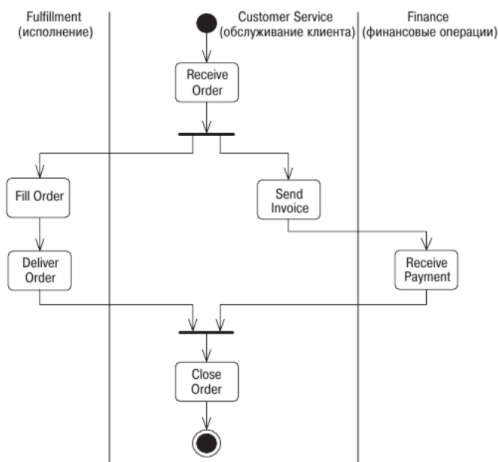 Fulfillment
(исполнение)
Customer Service
(обслуживание клиента)
Finance
(финансовые операции)
Receive
Order
Fill Order
Send
Invoice
Deliver
Order
Receive
Payment
Close
Order